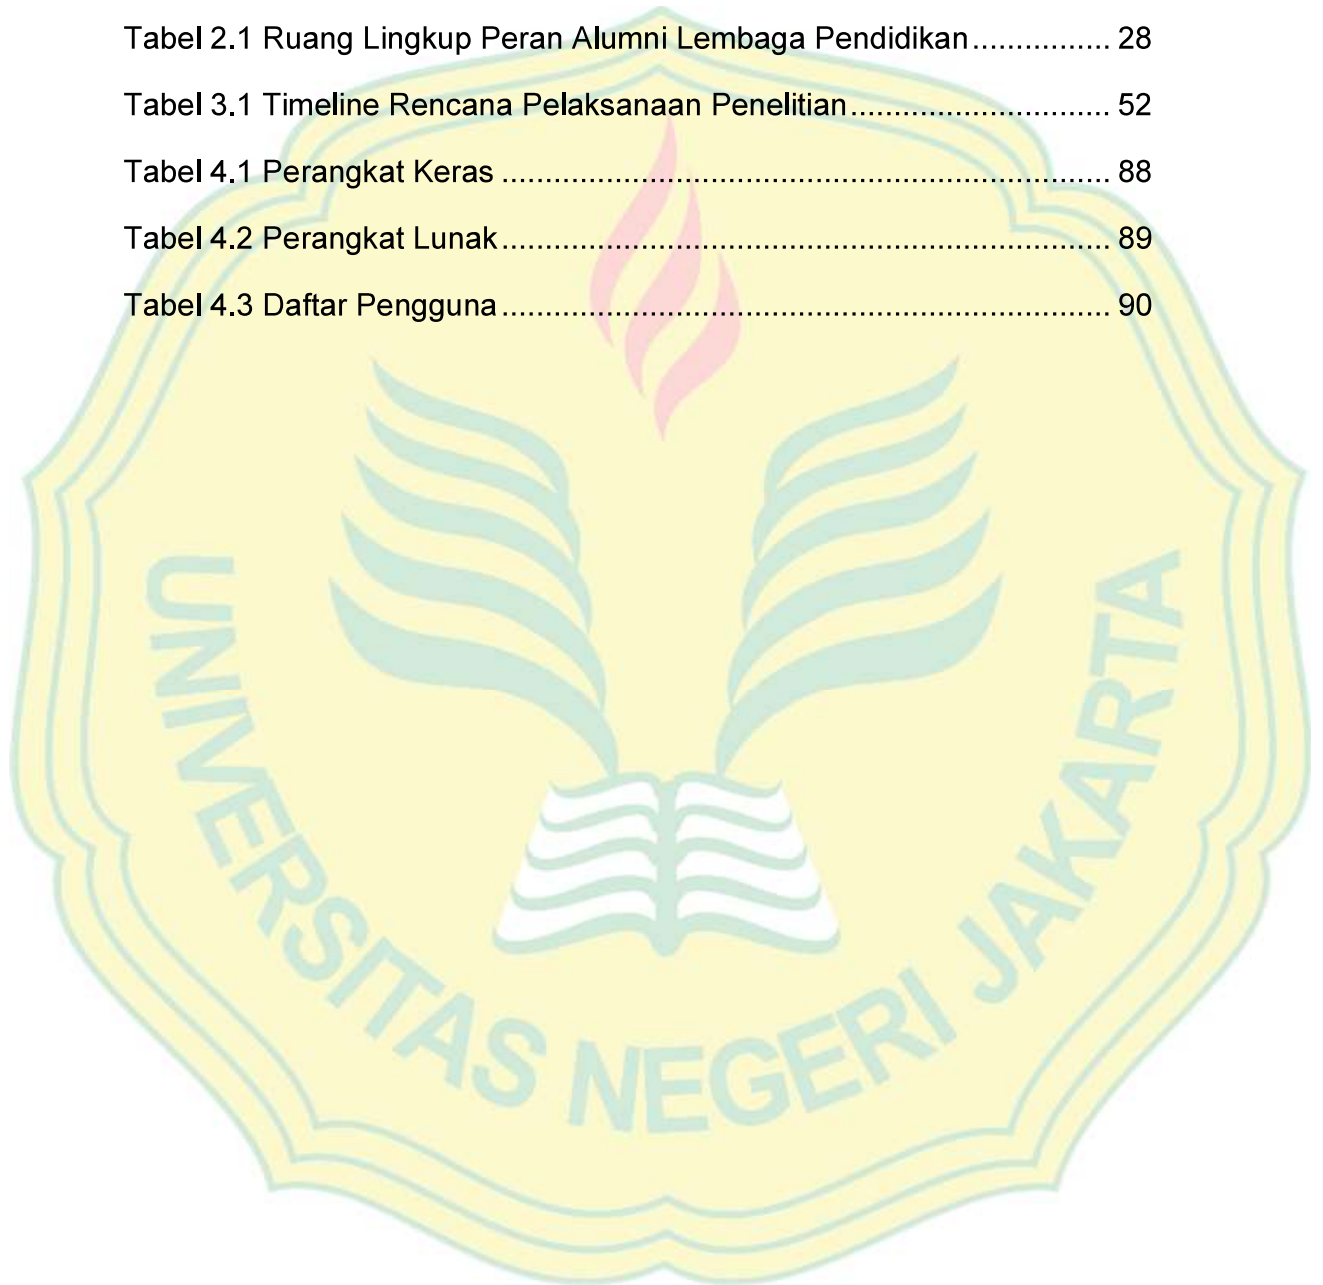 Tabel 2.1 Ruang Lingkup Peran Alumni Lembaga Pendidikan................ 28
Tabel 3.1 Timeline Rencana Pelaksanaan Penelitian.............................. 52
Tabel 4.1 Perangkat Keras ...................................................................... 88
Tabel 4.2 Perangkat Lunak...................................................................... 89
Tabel 4.3 Daftar Pengguna...................................................................... 90
UNIVERSITAS NEGERI JAKARTA